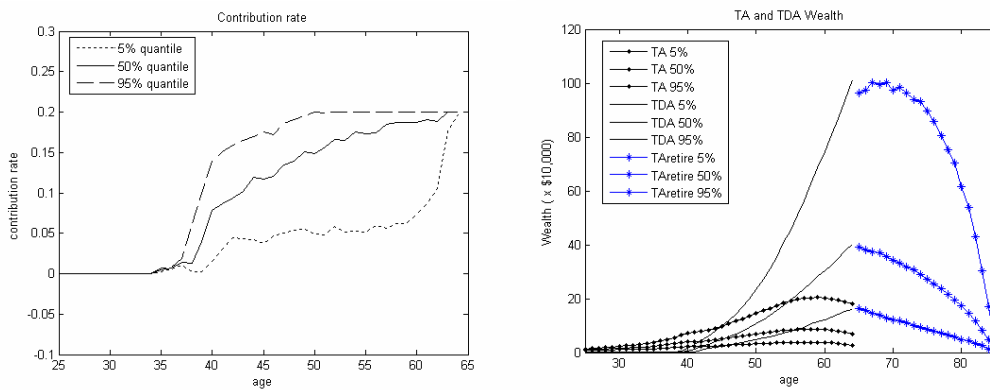 Contribution rate
0.3
0.25
0.2
0.15
0.1
0.05
0
-0.05
-0.1
5% quantile
50% quantile
95% quantile
contribution rate
25 30 35 40 45 50 55 60 65
age
TA and TDA Wealth
120
100
80
60
40
20
0
TA 5%
TA 50%
TA 95%
TDA 5%
TDA 50%
TDA 95%
TAretire 5%
TAretire 50%
TAretire 95%
Wealth ( x $10,000)
30 40 50 60 70 80
age